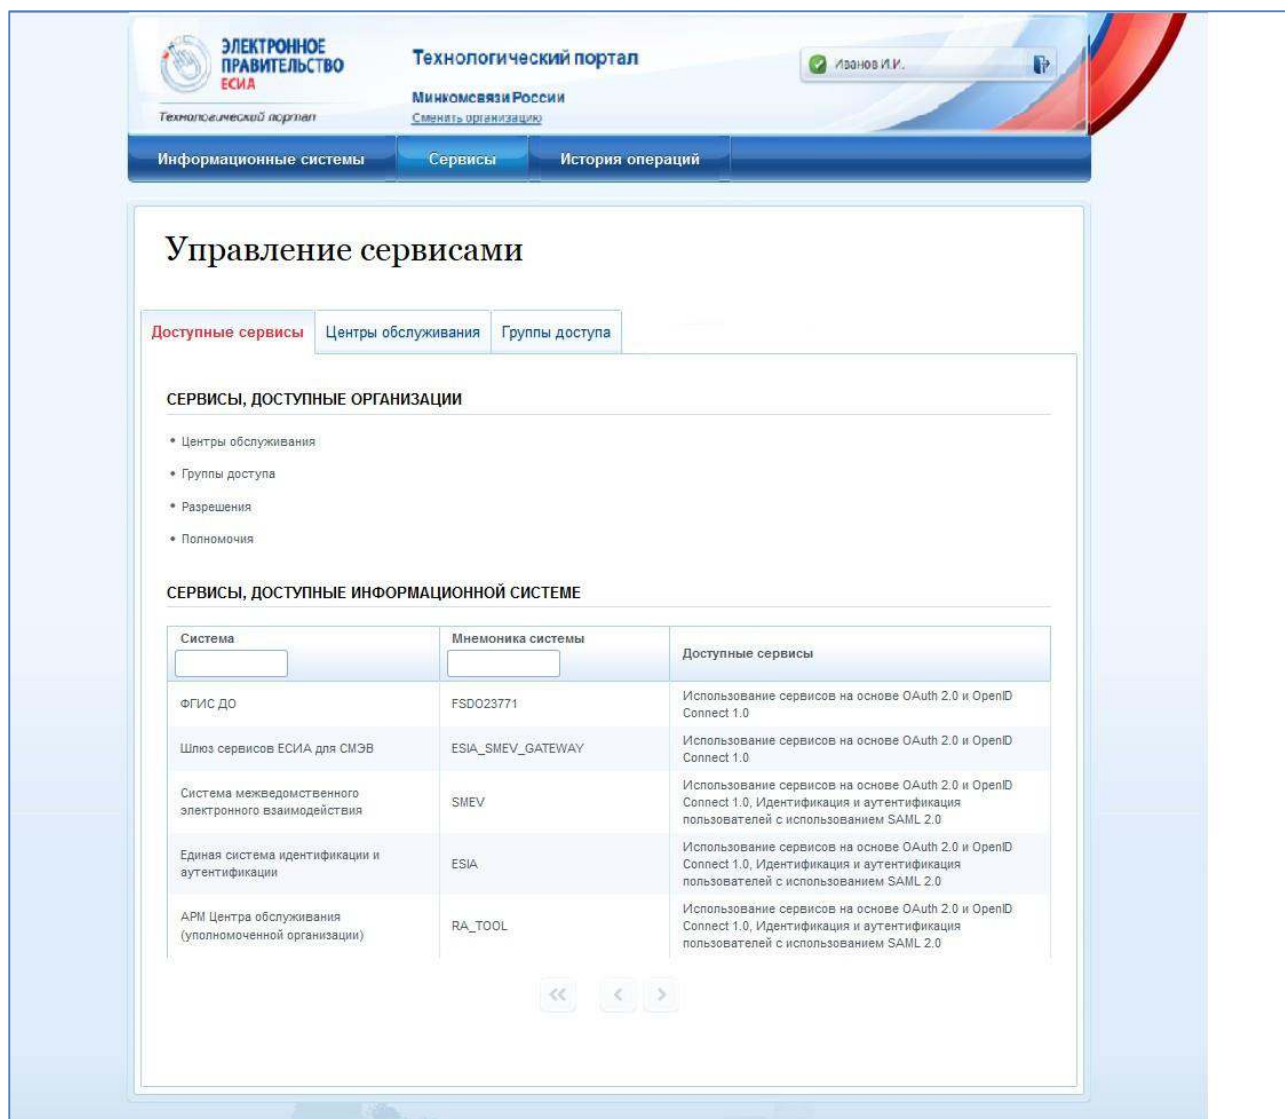 ЭЛЕКТРОННОЕ
ПРАВИТЕЛЬСТВО
ЕСИА
Технологический портал
Технологический портал
Минкомсвязи России
Сменить организацию
Иванов И.И.
Информационные системы
Сервисы
История операций
Управление сервисами
Доступные сервисы
Центры обслуживания
Группы доступа
СЕРВИСЫ, ДОСТУПНЫЕ ОРГАНИЗАЦИИ
• Центры обслуживания
• Группы доступа
• Разрешения
• Полномочия
СЕРВИСЫ, ДОСТУПНЫЕ ИНФОРМАЦИОННОЙ СИСТЕМЕ
Система
Мнемоника системы
Доступные сервисы
ФГИС ДО
FSDO23771
Использование сервисов на основе OAuth 2.0 и OpenID
Connect 1.0
Шлюз сервисов ЕСИА для СМЭВ
ESIA_SMEV_GATEWAY
Использование сервисов на основе OAuth 2.0 и OpenID
Connect 1.0
Система межведомственного
электронного взаимодействия
SMEV
Использование сервисов на основе OAuth 2.0 и OpenID
Connect 1.0, Идентификация и аутентификация
пользователей с использованием SAML 2.0
Единая система идентификации и
аутентификации
ESIA
Использование сервисов на основе OAuth 2.0 и OpenID
Connect 1.0, Идентификация и аутентификация
пользователей с использованием SAML 2.0
АРМ Центра обслуживания
(уполномоченной организации)
RA_TOOL
Использование сервисов на основе OAuth 2.0 и OpenID
Connect 1.0, Идентификация и аутентификация
пользователей с использованием SAML 2.0